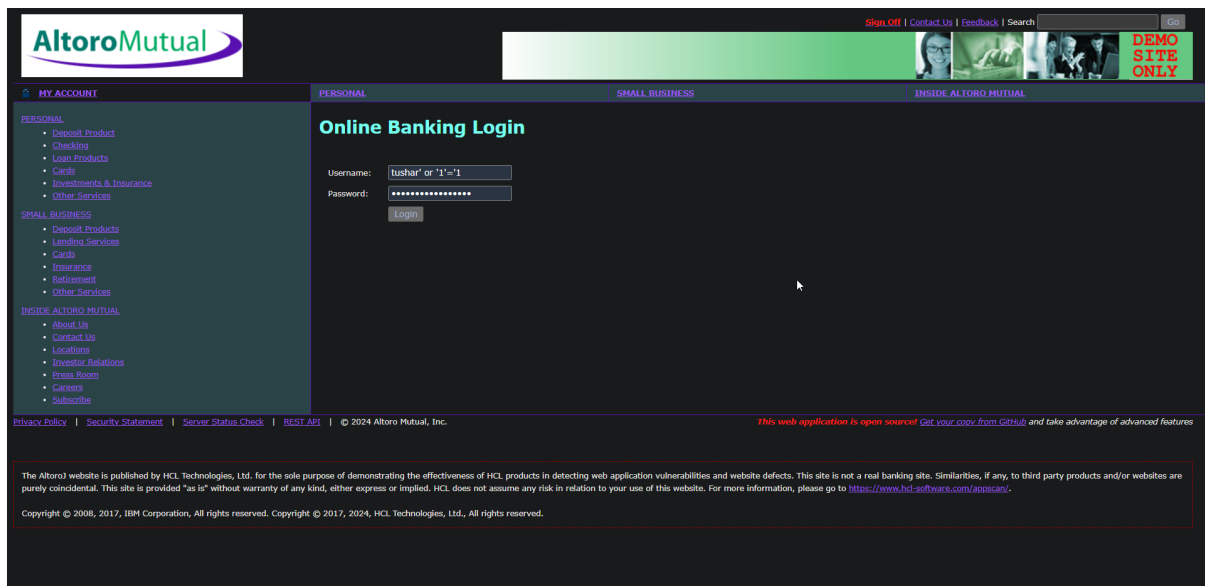 Sign Off | Contact Us | Feedback | Search Go
AltoroMutual
DEMO
SITE
ONLY
MY ACCOUNT PERSONAL SMALL BUSINESS INSIDE ALTORO MUTUAL
PERSONAL
• Deposit Product
• Checking
• Loan Products
• Cards
• Investments & Insurance
• Other Services
SMALL BUSINESS
• Deposit Products
• Lending Services
• Cards
• Insurance
• Retirement
• Other Services
INSIDE ALTORO MUTUAL
• About Us
• Contact Us
• Locations
• Investor Relations
• Press Room
• Careers
• Subscribe
Online Banking Login
Username: tushar' or '1'='1
Password: •••••••••••••••••
Login
Privacy Policy | Security Statement | Server Status Check | REST API | © 2024 Altoro Mutual, Inc. This web application is open source! Get your copy from GitHub and take advantage of advanced features
The AltoroJ website is published by HCL Technologies, Ltd. for the sole purpose of demonstrating the effectiveness of HCL products in detecting web application vulnerabilities and website defects. This site is not a real banking site. Similarities, if any, to third party products and/or websites are
purely coincidental. This site is provided "as is" without warranty of any kind, either express or implied. HCL does not assume any risk in relation to your use of this website. For more information, please go to https://www.hcl-software.com/appscan/.
Copyright © 2008, 2017, IBM Corporation, All rights reserved. Copyright © 2017, 2024, HCL Technologies, Ltd., All rights reserved.